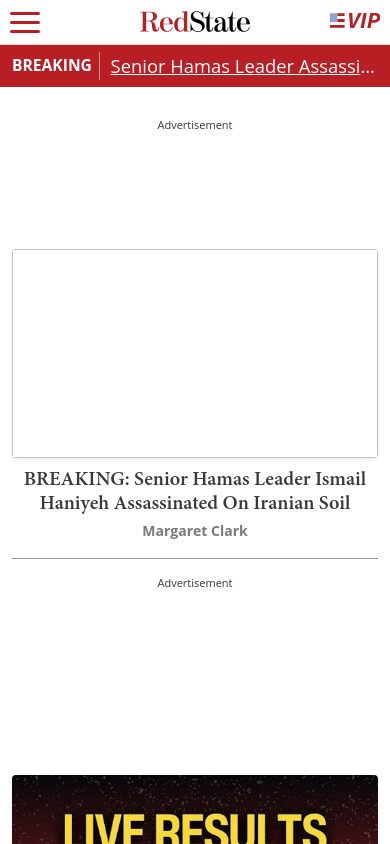 RedState
VIP
BREAKING
Senior Hamas Leader Assassi...
Advertisement
BREAKING: Senior Hamas Leader Ismail
Haniyeh Assassinated On Iranian Soil
Margaret Clark
Advertisement
LIVE RESULTS